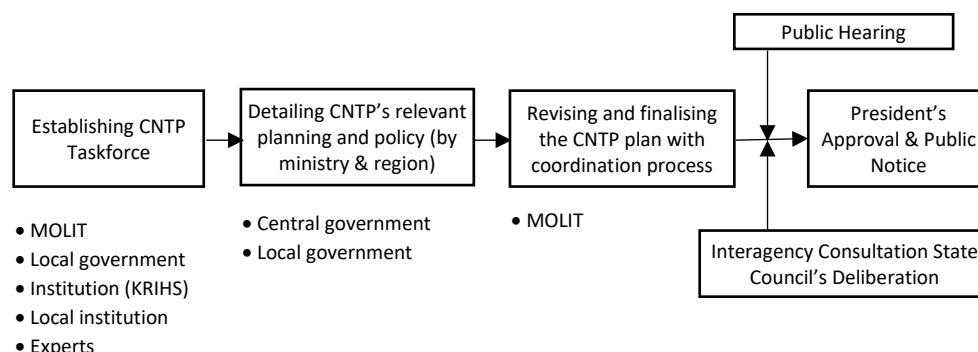 Public Hearing
Establishing CNTP
Taskforce
Detailing CNTP's relevant
planning and policy (by
ministry & region)
Revising and finalising
the CNTP plan with
coordination process
President's
Approval & Public
Notice
• MOLIT
• Local government
• Institution (KRIHS)
• Local institution
• Experts
• Central government
• Local government
• MOLIT
Interagency Consultation State
Council's Deliberation